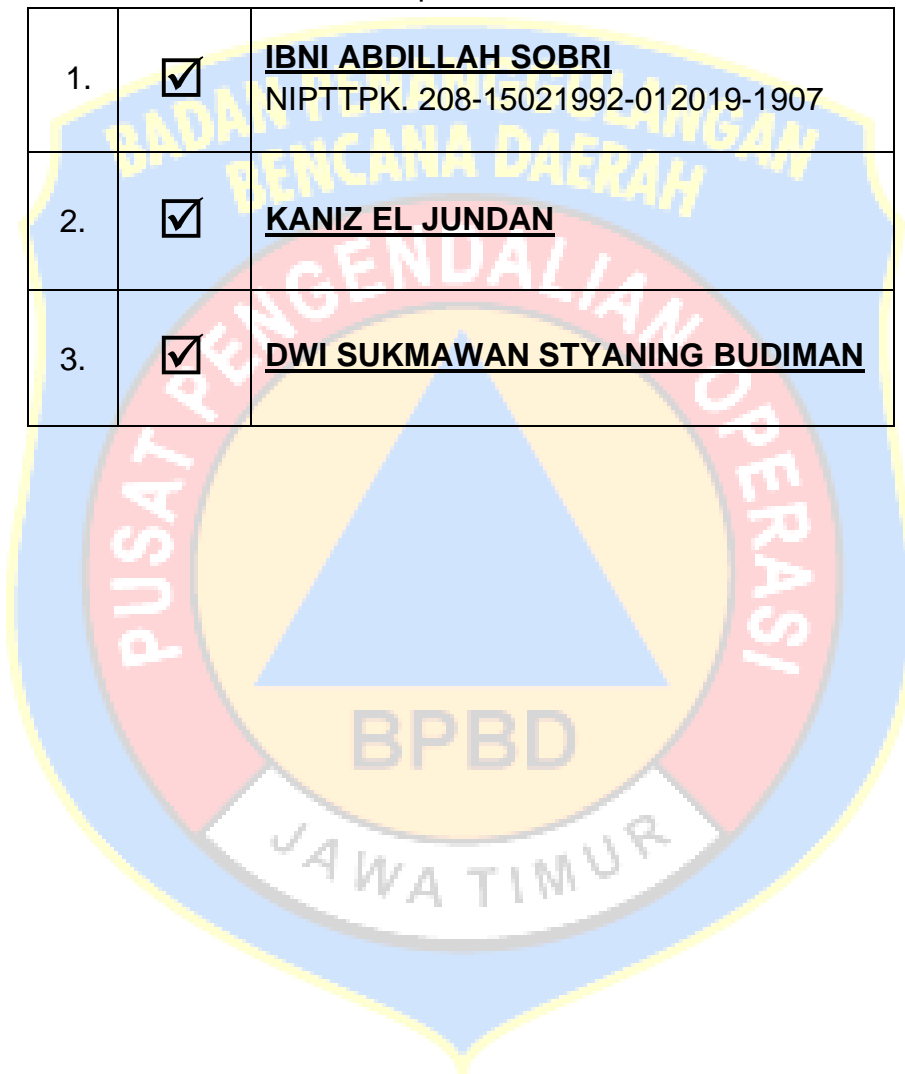 1. ☑ IBNI ABDILLAH SOBRI
NIPTTPK. 208-15021992-012019-1907
2. ☑ KANIZ EL JUNDAN
3. ☑ DWI SUKMAWAN STYANING BUDIMAN
BADAN PENANGGULANGAN
BENCANA DAERAH
PUSAT PENGENDALIAN OPERASI
BPBD
JAWA TIMUR